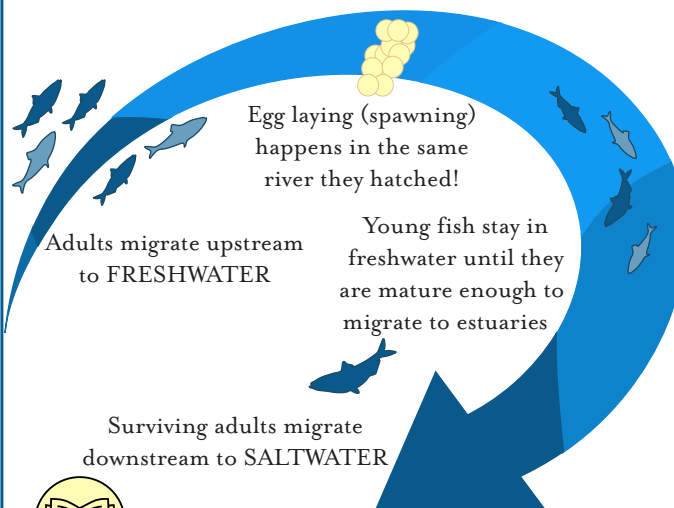 Egg laying (spawning)
happens in the same
river they hatched!
Adults migrate upstream
to FRESHWATER
Young fish stay in
freshwater until they
are mature enough to
migrate to estuaries
Surviving adults migrate
downstream to SALTWATER